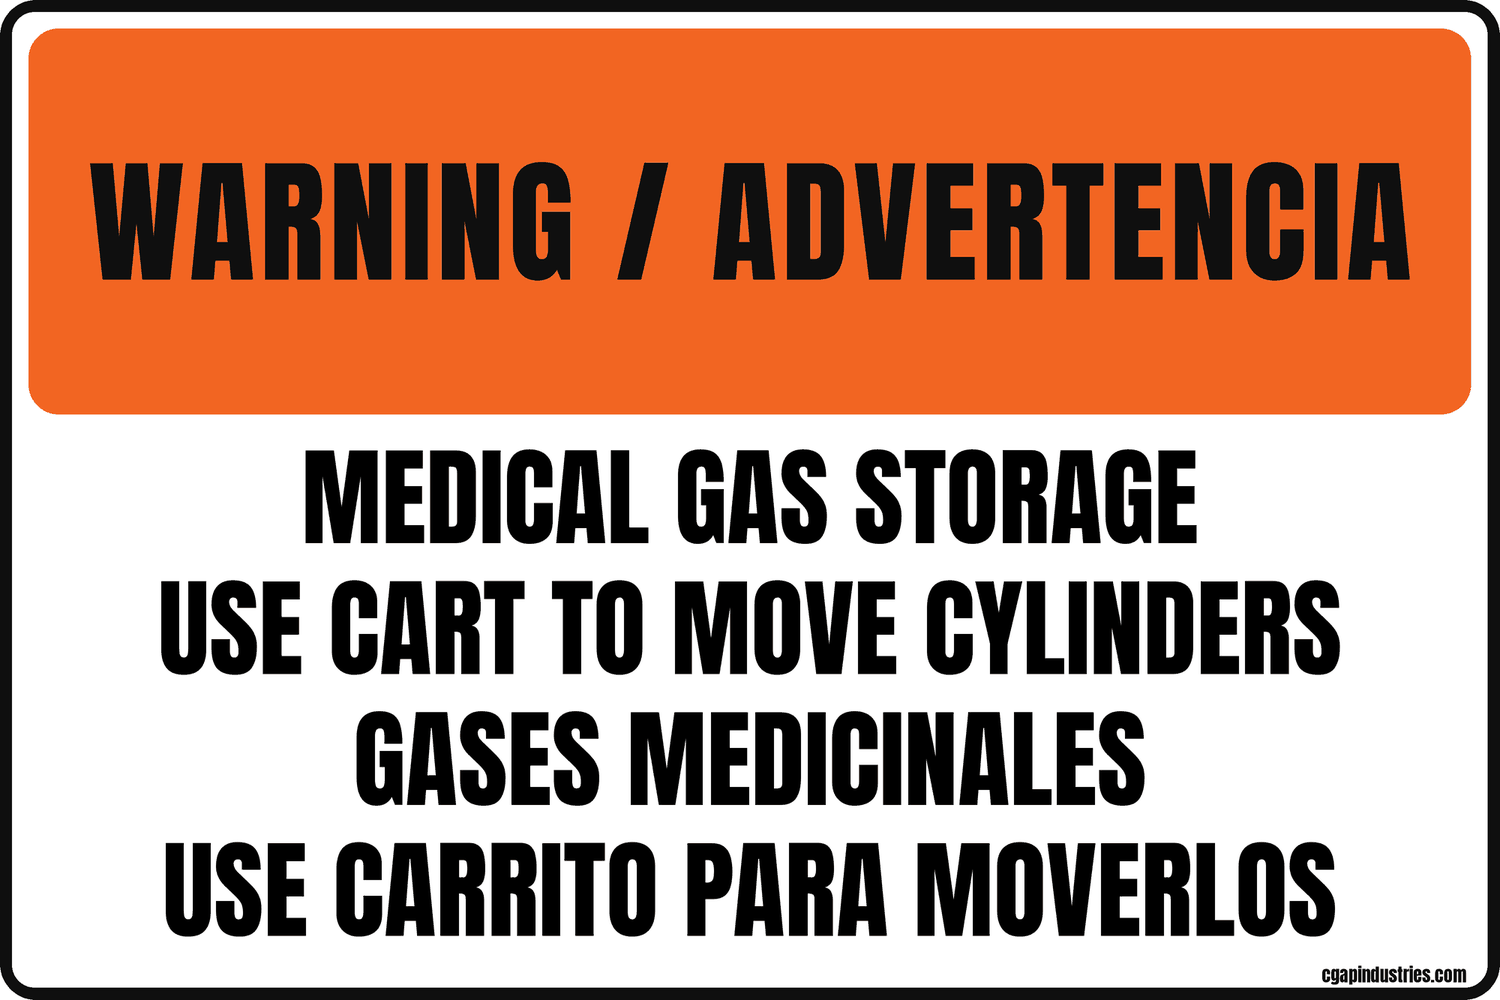 WARNING / ADVERTENCIA
MEDICAL GAS STORAGE
USE CART TO MOVE CYLINDERS
GASES MEDICINALES
USE CARRITO PARA MOVERLOS
cgapindustries.com